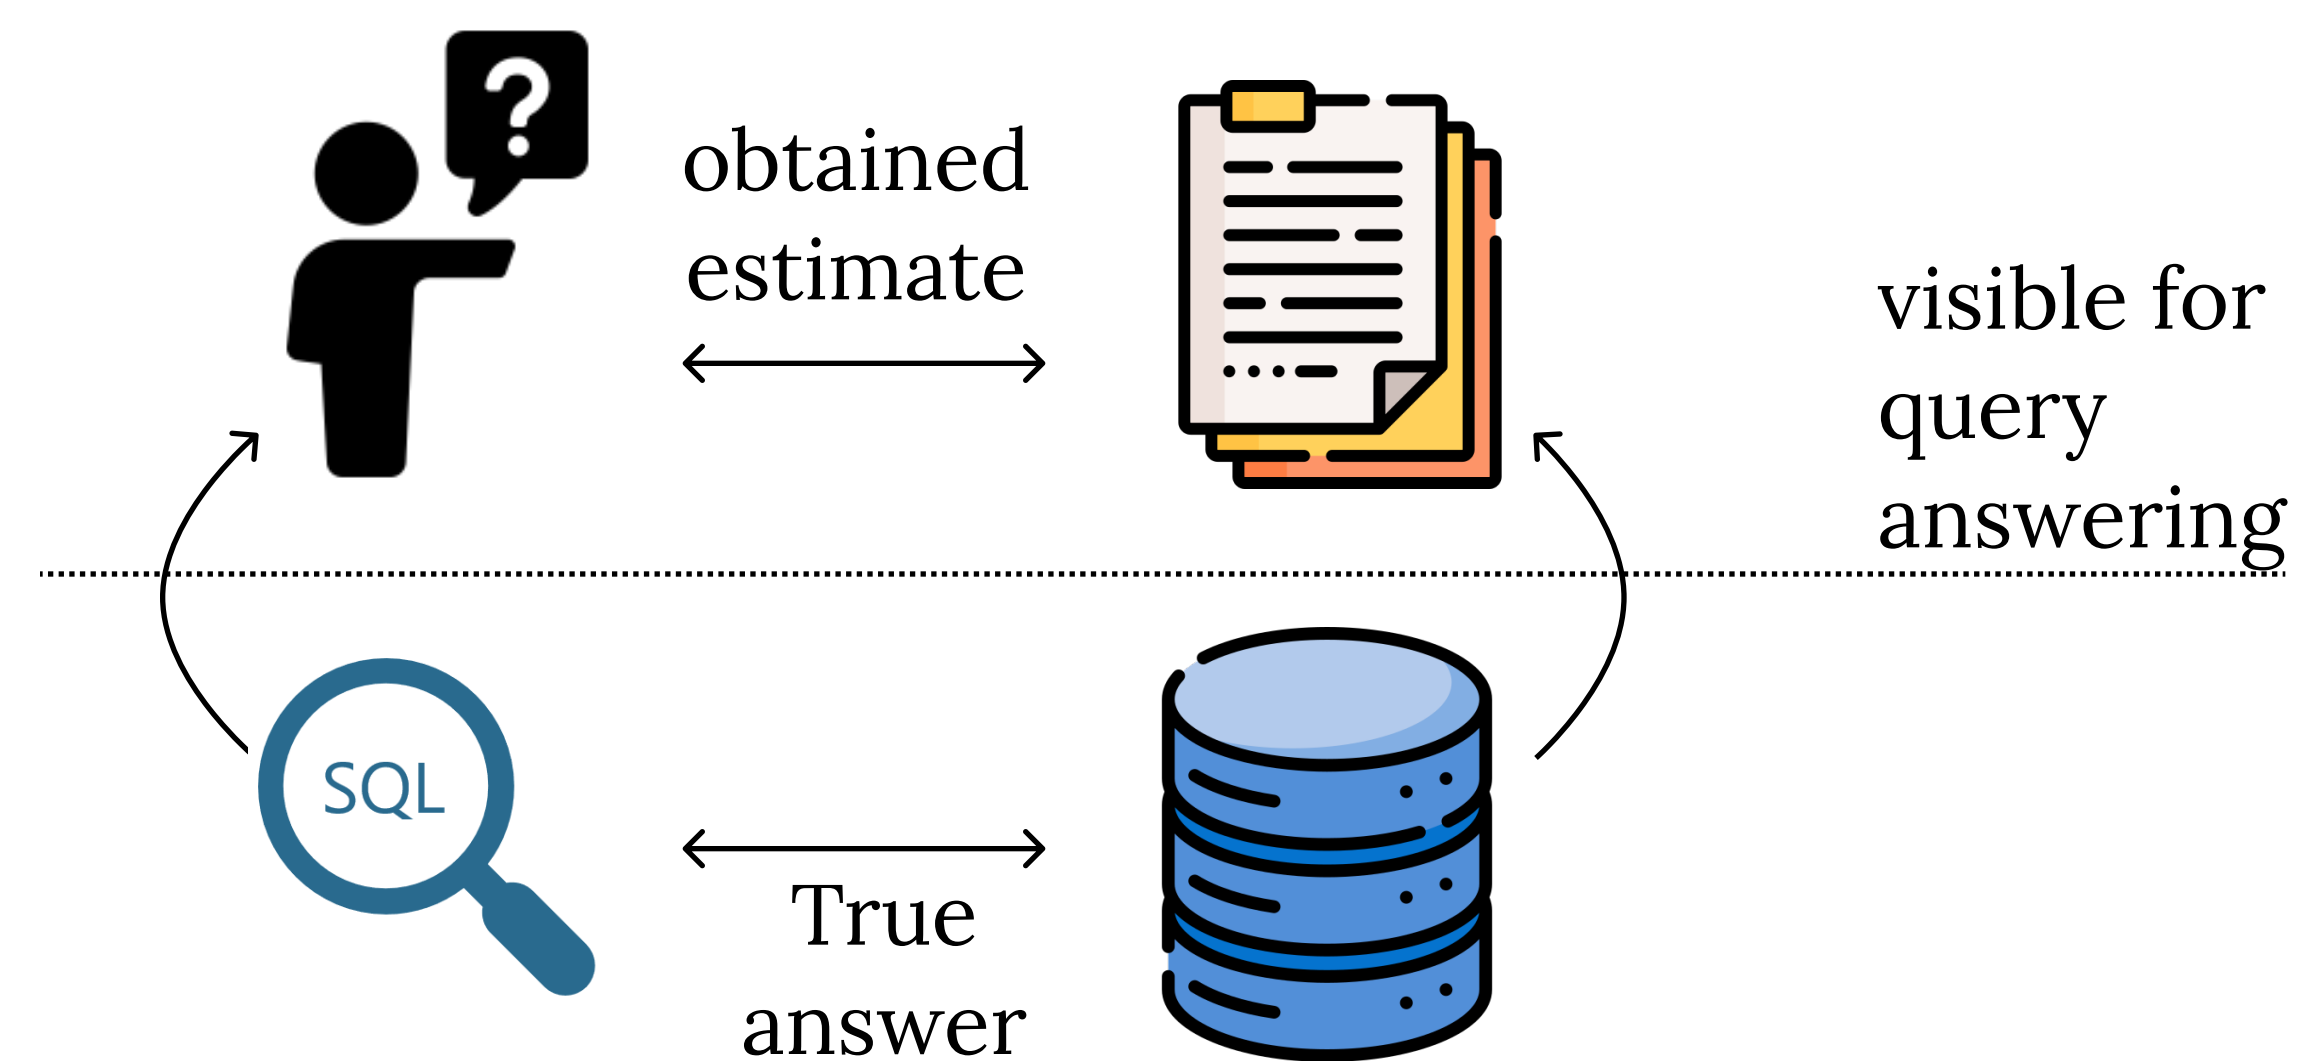 ?
obtained
estimate
visible for
query
answering
SQL
True
answer